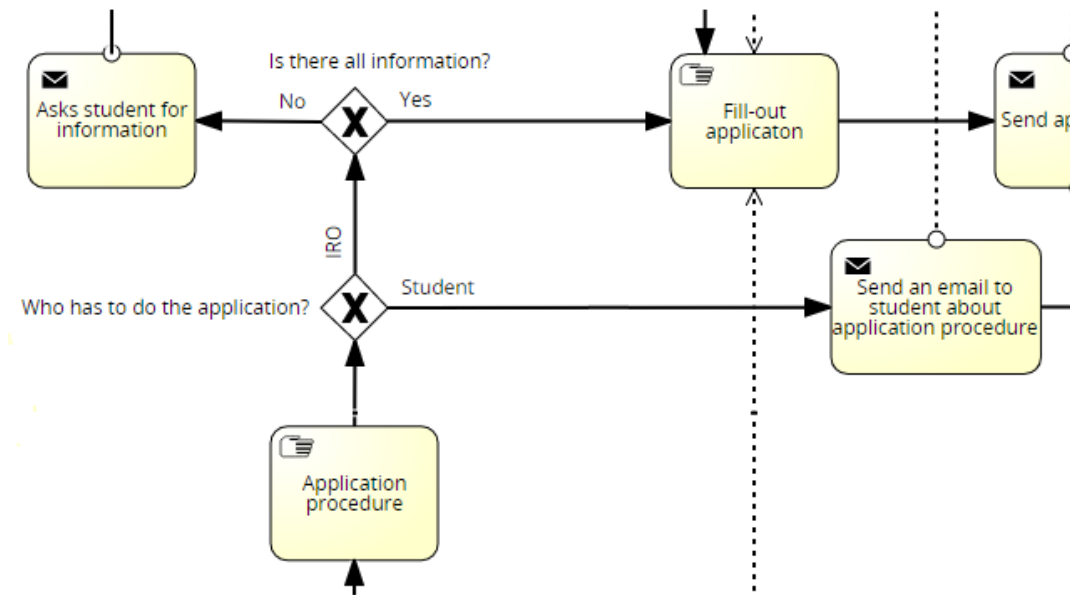 Is there all information?
No
Yes
Asks student for
information
Fill-out
applicaton
Send ap
IRO
Who has to do the application?
Student
Send an email to
student about
application procedure
Application
procedure